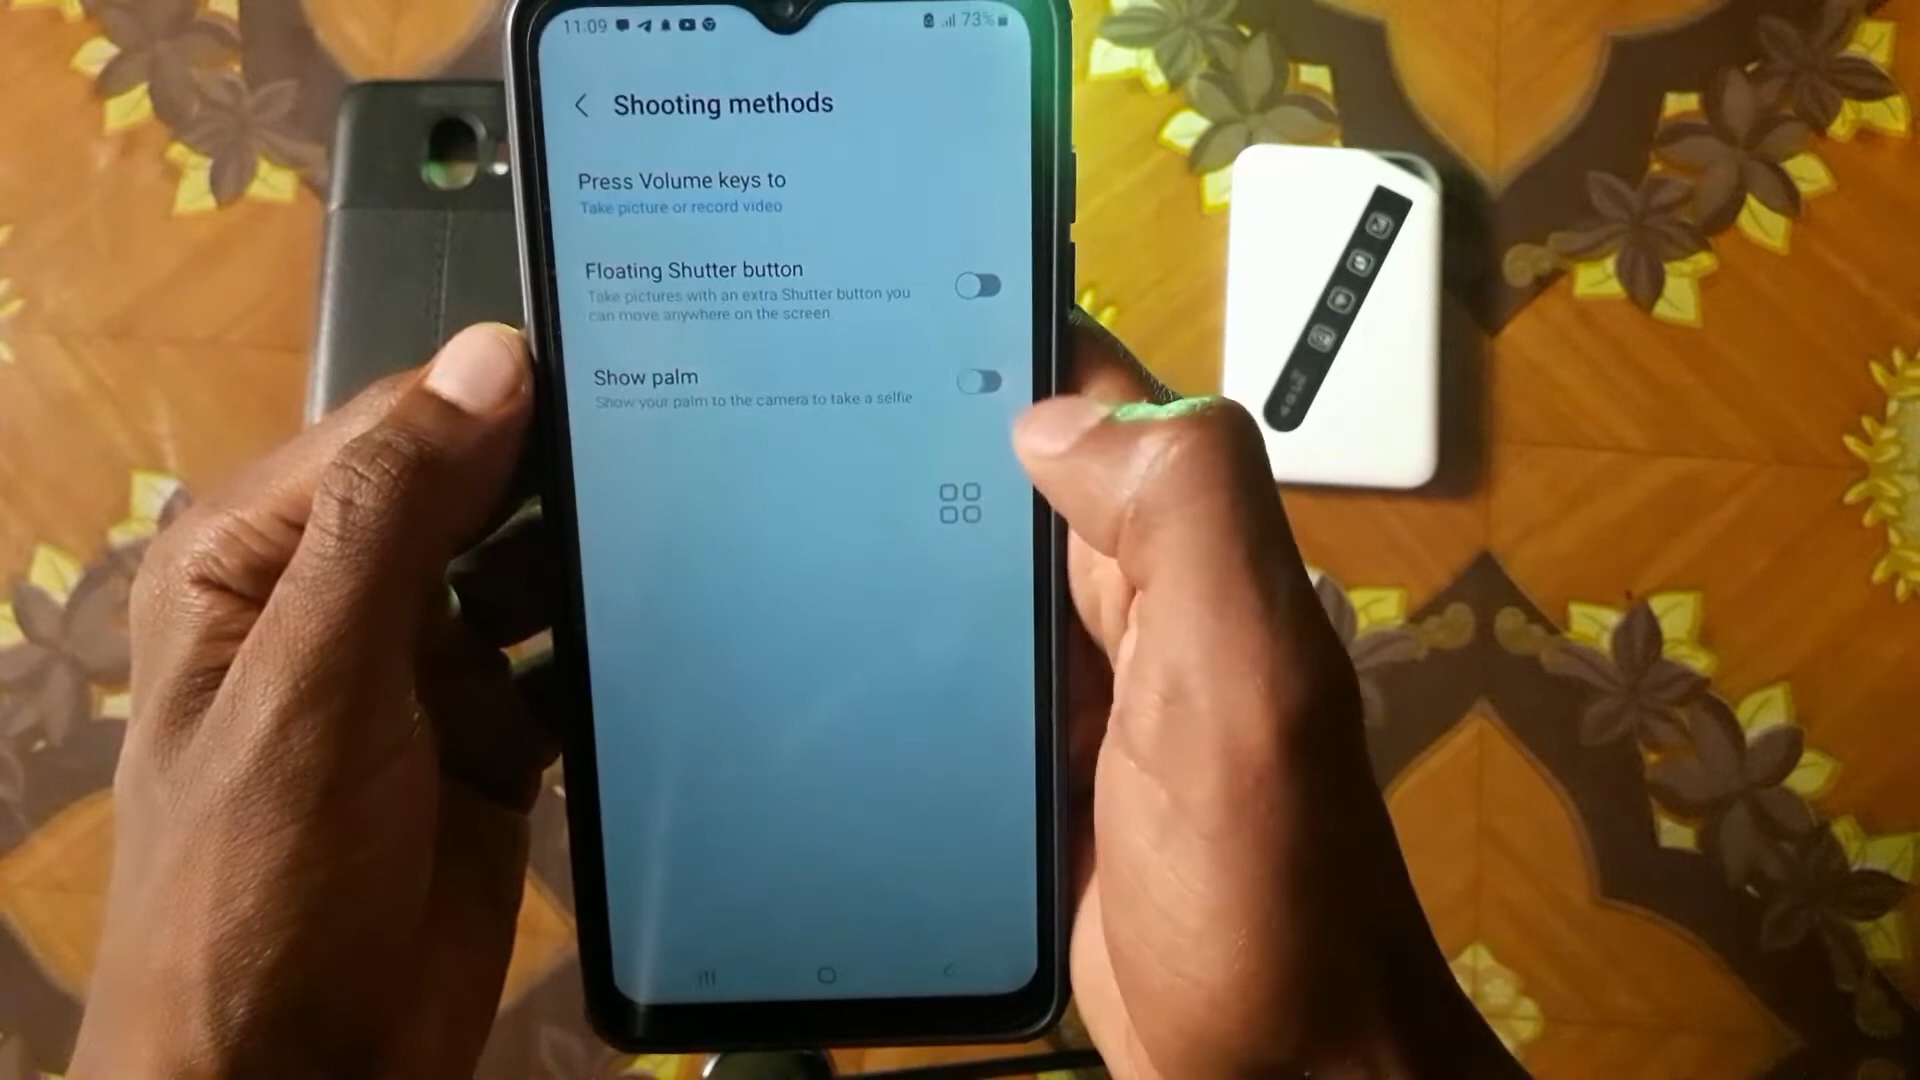 11:09
73%
Shooting methods
Press Volume keys to
Take picture or record video
Floating Shutter button
Take pictures with an extra Shutter button you
can move anywhere on the screen
Show palm
Show your palm to the camera to take a selfie